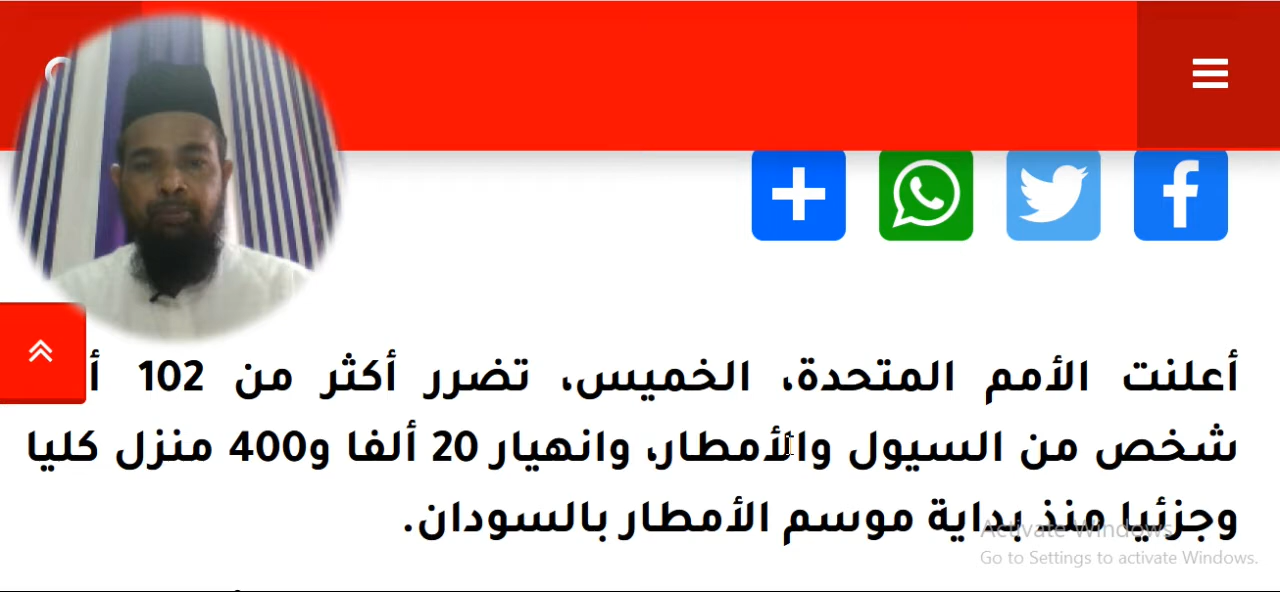 أعلنت الأمم المتحدة، الخميس، تضرر أكثر من 102
شخص من السيول والأمطار، وانهيار 20 ألفا و400 منزل كليا
وجزئيا منذ بداية موسم الأمطار بالسودان.
Activate Windows
Go to Settings to activate Windows.